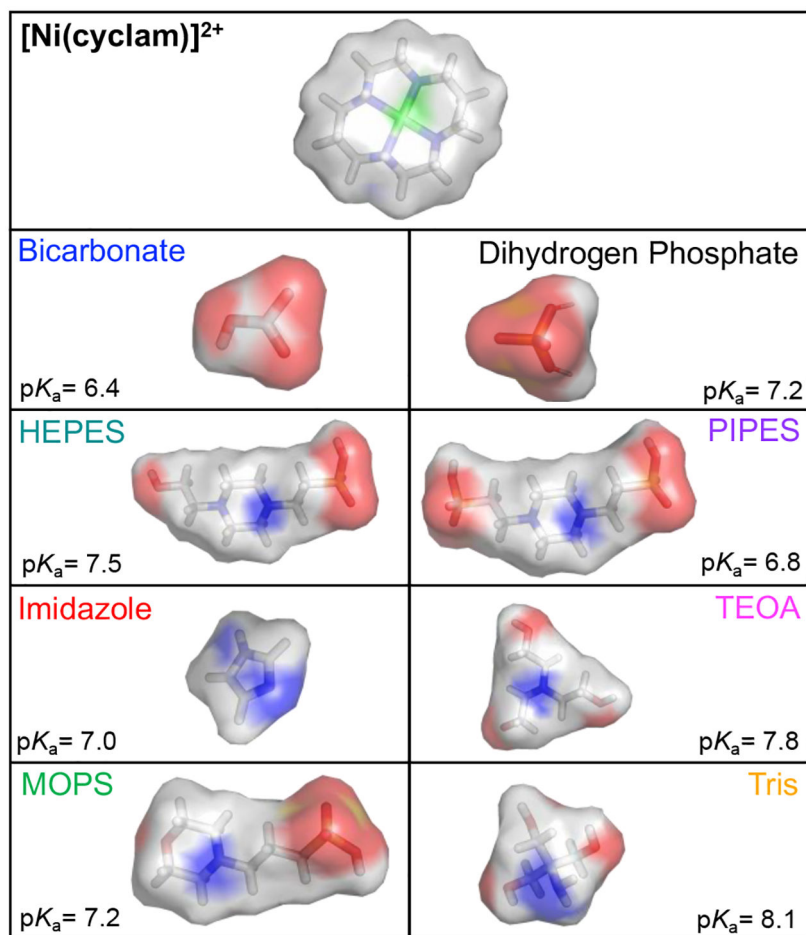 [Ni(cyclam)]²⁺
Bicarbonate
pKa= 6.4
Dihydrogen Phosphate
pKa= 7.2
HEPES
pKa= 7.5
PIPES
pKa= 6.8
Imidazole
pKa= 7.0
TEOA
pKa= 7.8
MOPS
pKa= 7.2
Tris
pKa= 8.1